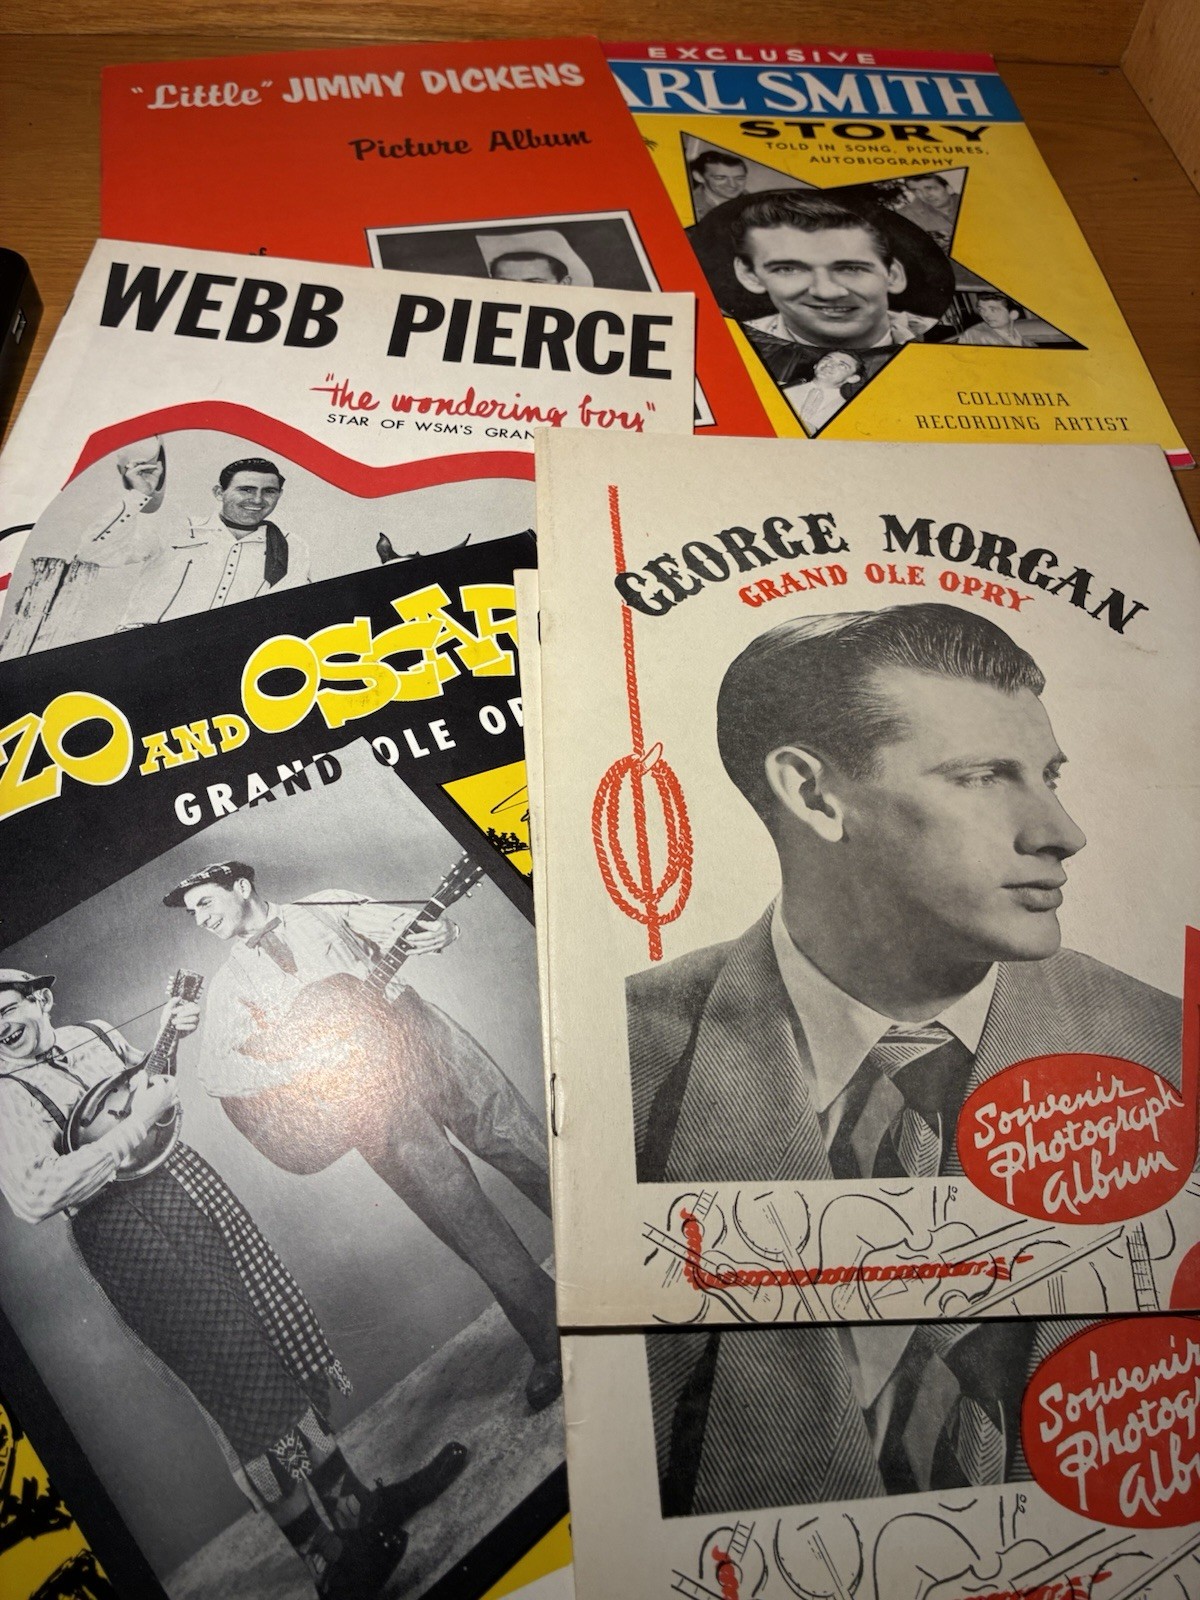 "Little" JIMMY DICKENS
Picture Album
of
EXCLUSIVE
ARL SMITH
STORY
TOLD IN SONG, PICTURES,
AUTOBIOGRAPHY
COLUMBIA
RECORDING ARTIST
WEBB PIERCE
"the wondering boy"
STAR OF WSM'S GRAN
ZO AND OSCAR
GRAND OLE OP
GEORGE MORGAN
GRAND OLE OPRY
Souvenir
Photograph
Album
Souvenir
Photog
Albu